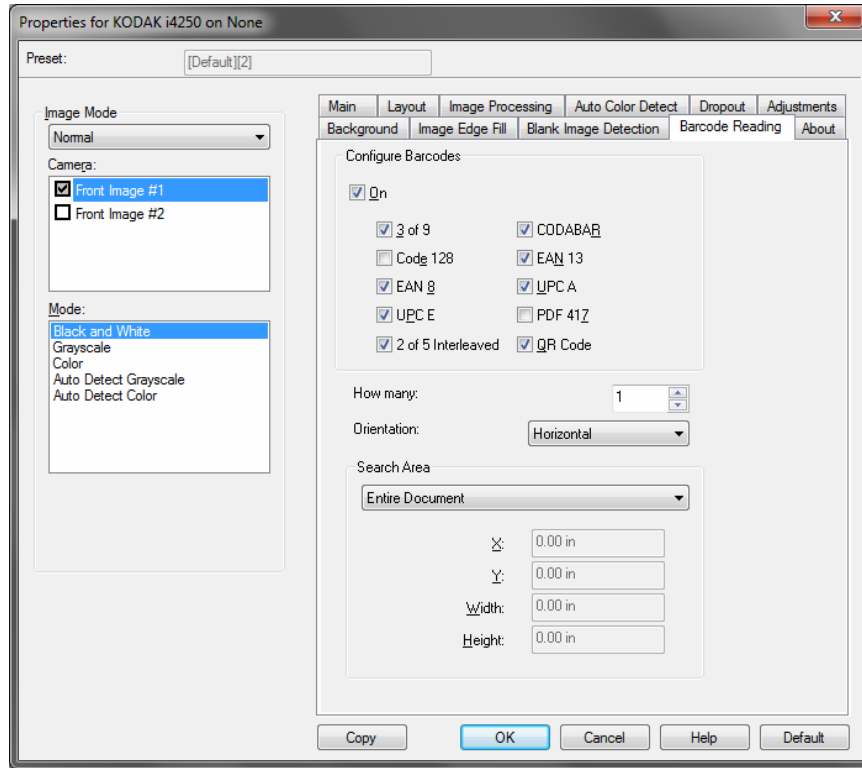 Properties for KODAK i4250 on None
Preset: [Default][2]
Image Mode
Normal
Camera:
Front Image #1
Front Image #2
Mode:
Black and White
Grayscale
Color
Auto Detect Grayscale
Auto Detect Color
Main Layout Image Processing Auto Color Detect Dropout Adjustments
Background Image Edge Fill Blank Image Detection Barcode Reading About
Configure Barcodes
On
3 of 9 CODABAR
Code 128 EAN 13
EAN 8 UPC A
UPC E PDF 417
2 of 5 Interleaved QR Code
How many: 1
Orientation: Horizontal
Search Area
Entire Document
X: 0.00 in
Y: 0.00 in
Width: 0.00 in
Height: 0.00 in
Copy OK Cancel Help Default